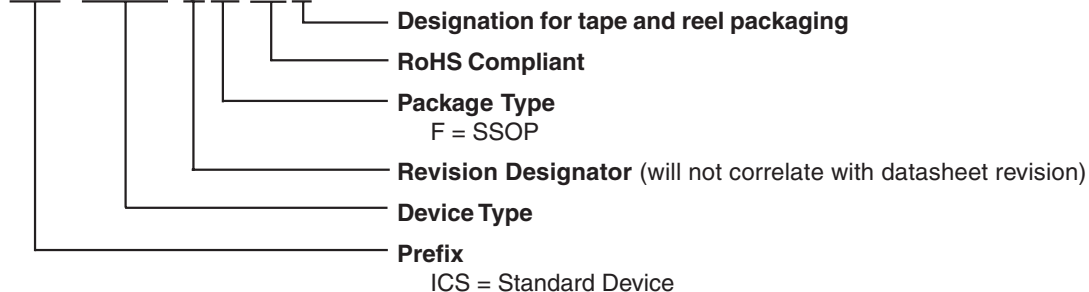 Designation for tape and reel packaging
RoHS Compliant
Package Type
F = SSOP
Revision Designator (will not correlate with datasheet revision)
Device Type
Prefix
ICS = Standard Device